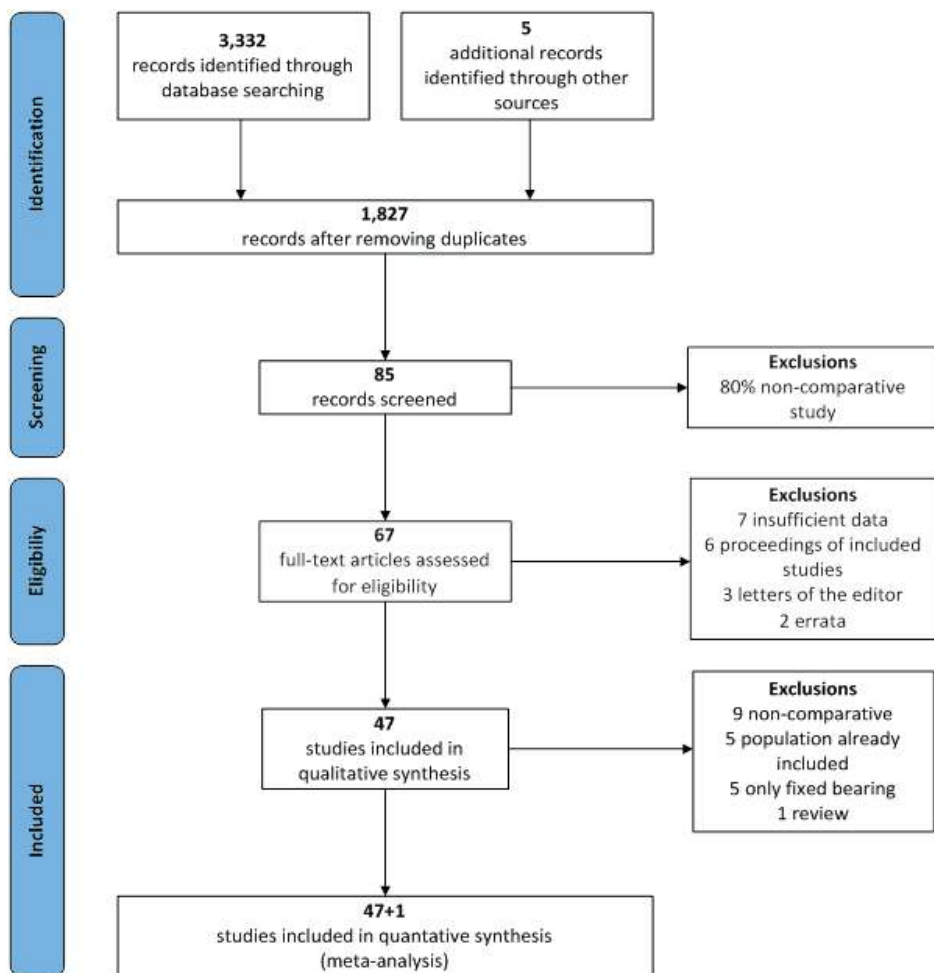 Identification
3,332
records identified through
database searching
5
additional records
identified through other
sources
1,827
records after removing duplicates
Screening
85
records screened
Exclusions
80% non-comparative
study
Eligibility
67
full-text articles assessed
for eligibility
Exclusions
7 insufficient data
6 proceedings of included
studies
3 letters of the editor
2 errata
Included
47
studies included in
qualitative synthesis
Exclusions
9 non-comparative
5 population already
included
5 only fixed bearing
1 review
47+1
studies included in quantative synthesis
(meta-analysis)